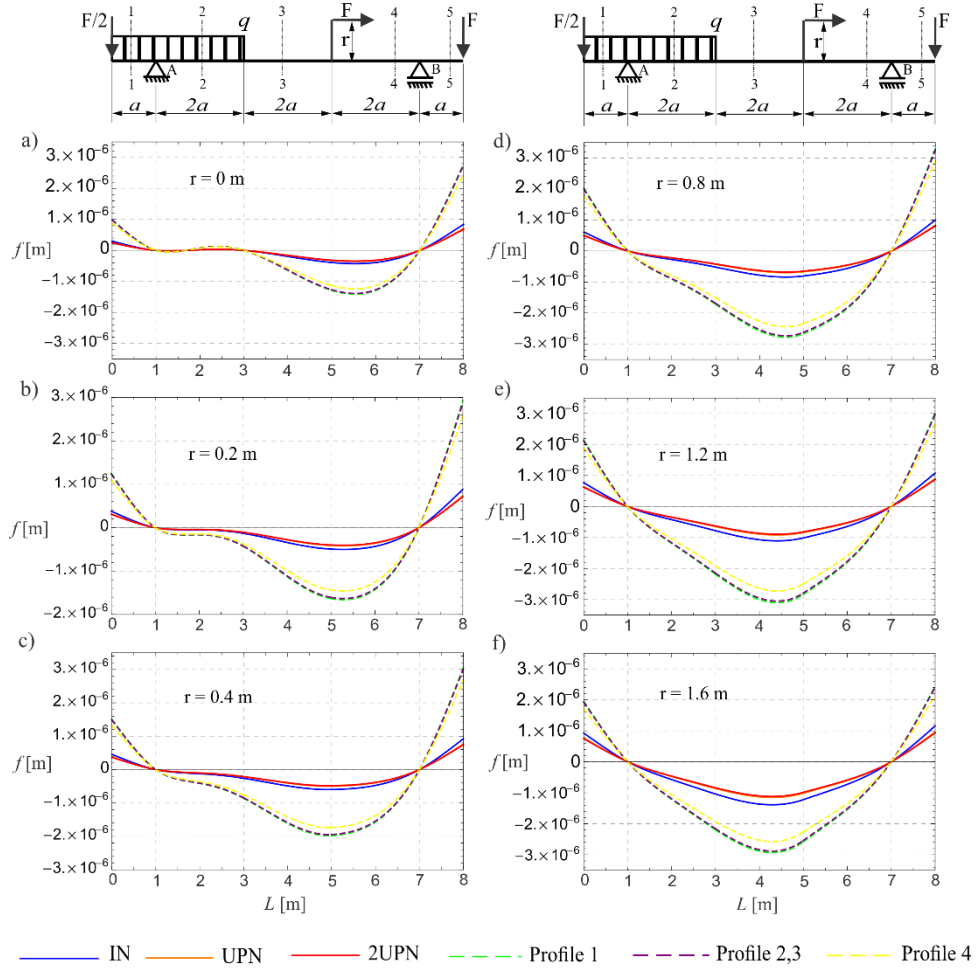 F/2 1 2 q 3 F 4 F
r
1 A 2 3 4 B 5
5
a 2a 2a 2a a
F/2 1 2 q 3 F 4 F
r
1 A 2 3 4 B 5
5
a 2a 2a 2a a
a)
r = 0 m
3.×10⁻⁶
2.×10⁻⁶
1.×10⁻⁶
f [m] 0
-1.×10⁻⁶
-2.×10⁻⁶
-3.×10⁻⁶
0 1 2 3 4 5 6 7 8
b)
r = 0.2 m
3.×10⁻⁶
2.×10⁻⁶
1.×10⁻⁶
f [m] 0
-1.×10⁻⁶
-2.×10⁻⁶
0 1 2 3 4 5 6 7 8
c)
r = 0.4 m
3.×10⁻⁶
2.×10⁻⁶
1.×10⁻⁶
f [m] 0
-1.×10⁻⁶
-2.×10⁻⁶
-3.×10⁻⁶
0 1 2 3 4 5 6 7 8
L [m]
d)
r = 0.8 m
3.×10⁻⁶
2.×10⁻⁶
1.×10⁻⁶
f [m] 0
-1.×10⁻⁶
-2.×10⁻⁶
-3.×10⁻⁶
0 1 2 3 4 5 6 7 8
e)
r = 1.2 m
3.×10⁻⁶
2.×10⁻⁶
1.×10⁻⁶
f [m] 0
-1.×10⁻⁶
-2.×10⁻⁶
-3.×10⁻⁶
0 1 2 3 4 5 6 7 8
f)
r = 1.6 m
3.×10⁻⁶
2.×10⁻⁶
1.×10⁻⁶
f [m] 0
-1.×10⁻⁶
-2.×10⁻⁶
-3.×10⁻⁶
0 1 2 3 4 5 6 7 8
L [m]
IN UPN 2UPN Profile 1 Profile 2,3 Profile 4